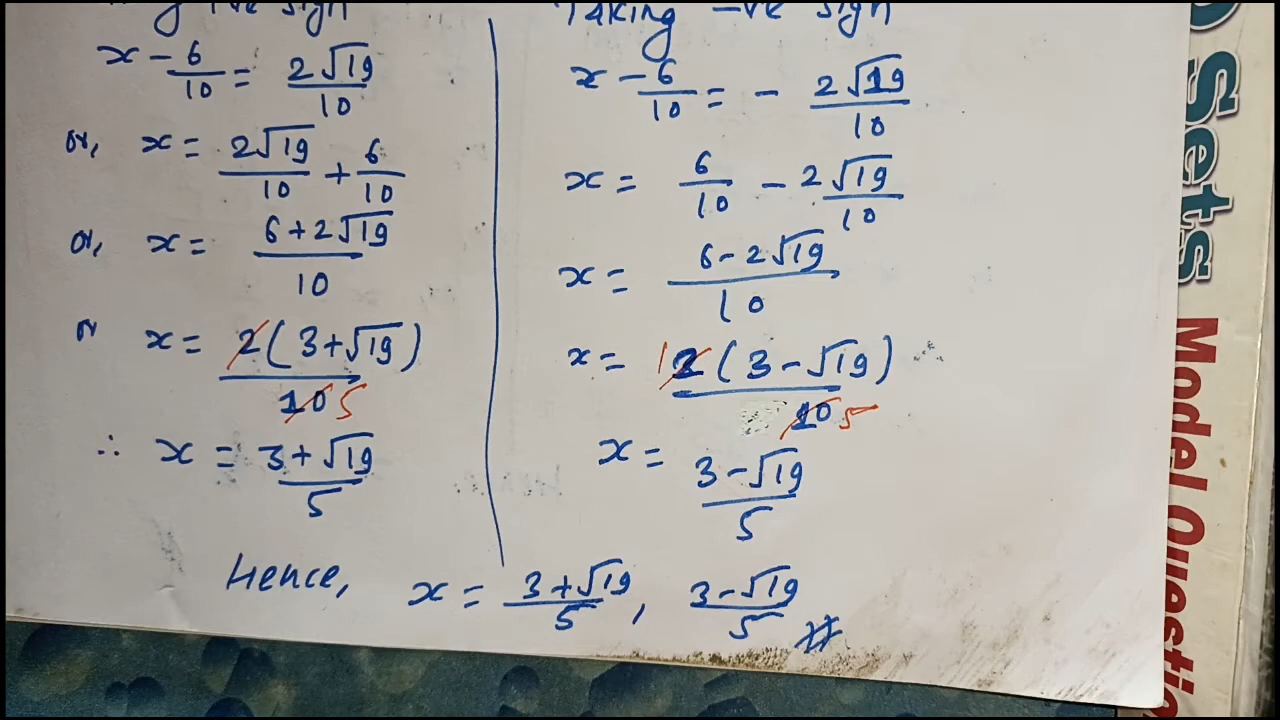 Taking -ve sign
x - 6/10 = 2√19/10
or, x = 2√19/10 + 6/10
or, x = 6+2√19/10
or x = 2(3+√19)/10 5
∴ x = 3+√19/5
x - 6/10 = - 2√19/10
x = 6/10 - 2√19/10
x = 6-2√19/10
x = 1 2(3-√19)/10 5
x = 3-√19/5
Hence, x = 3+√19/5, 3-√19/5
Sets
Model Question